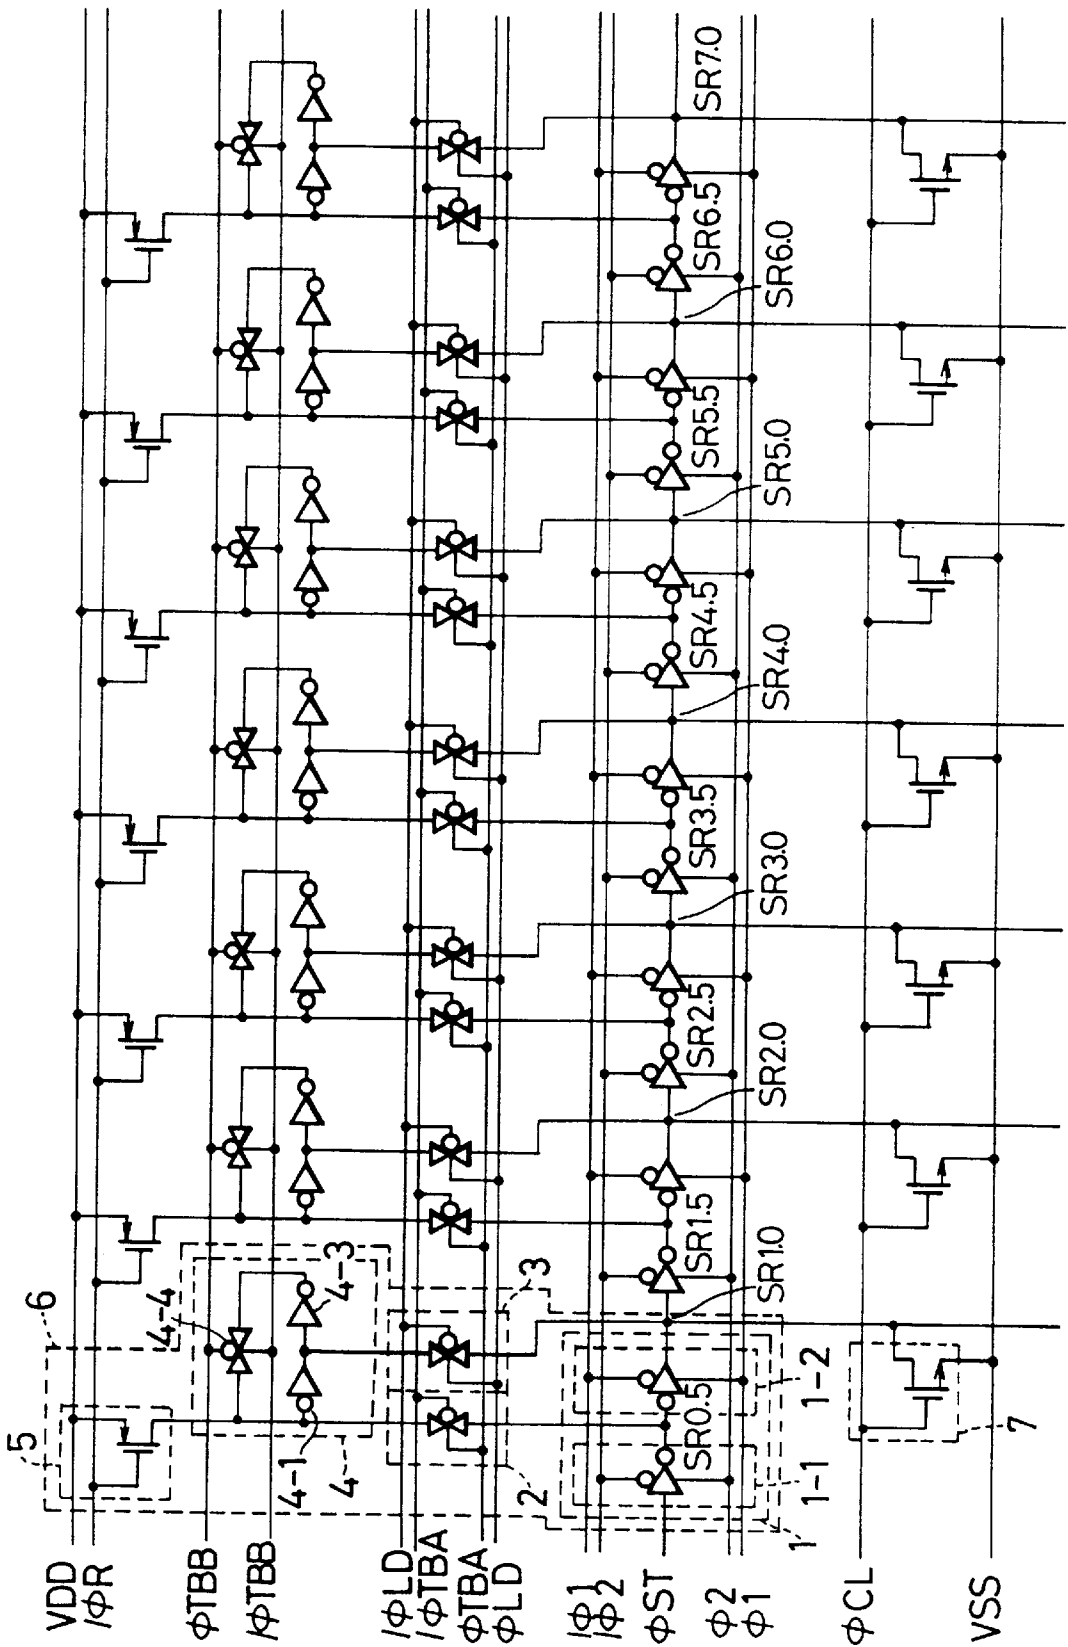 VDD
/φR
φTBB
/φTBB
/φLD
/φTBA
φTBA
φLD
/φ1
/φ2
φST
φ2
φ1
φCL
VSS
5
6
4-4
4-3
4-1
4
3
2
1
1-1
1-2
7
SR0.5
SR1.0
SR1.5
SR2.0
SR2.5
SR3.0
SR3.5
SR4.0
SR4.5
SR5.0
SR5.5
SR6.0
SR6.5
SR7.0